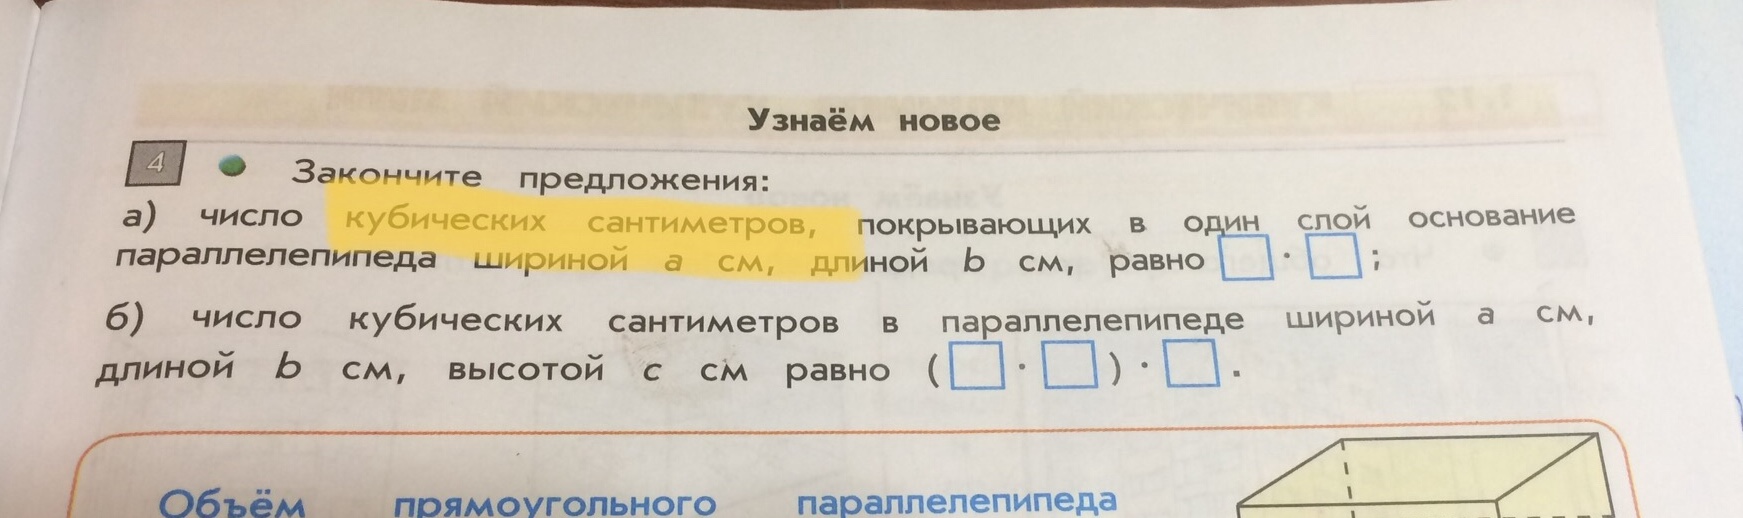 Узнаём новое
4 Закончите предложения:
а) число кубических сантиметров, покрывающих в один слой основание
параллелепипеда шириной a см, длиной b см, равно □ · □ ;
б) число кубических сантиметров в параллелепипеде шириной a см,
длиной b см, высотой c см равно (□ · □) · □ .
Объём прямоугольного параллелепипеда